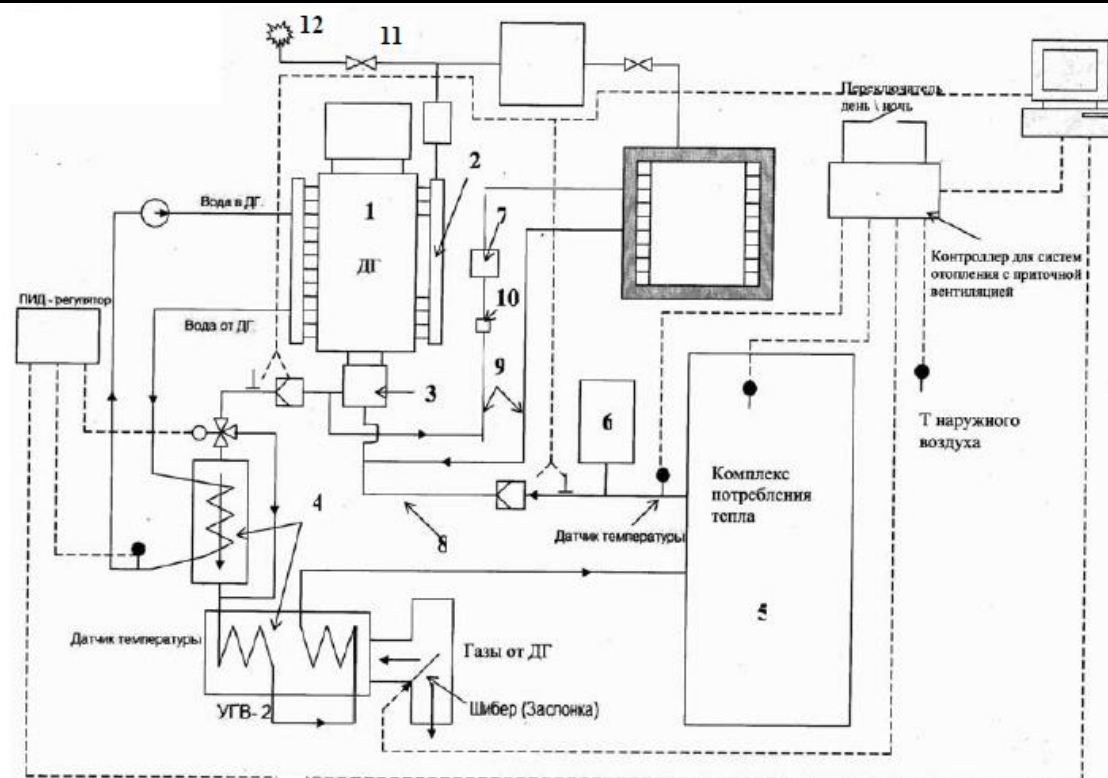 12
11
Переключатель
день \ ночь
2
1
ДГ
Вода в ДГ.
7
Контроллер для систем
отопления с приточной
вентиляцией
10
ПИД - регулятор
Вода от ДГ
9
3
6
Т наружного
воздуха
Комплекс
потребления
тепла
4
8
Датчик температуры
5
Датчик температуры
Газы от ДГ
Шибер (Заслонка)
УГВ- 2